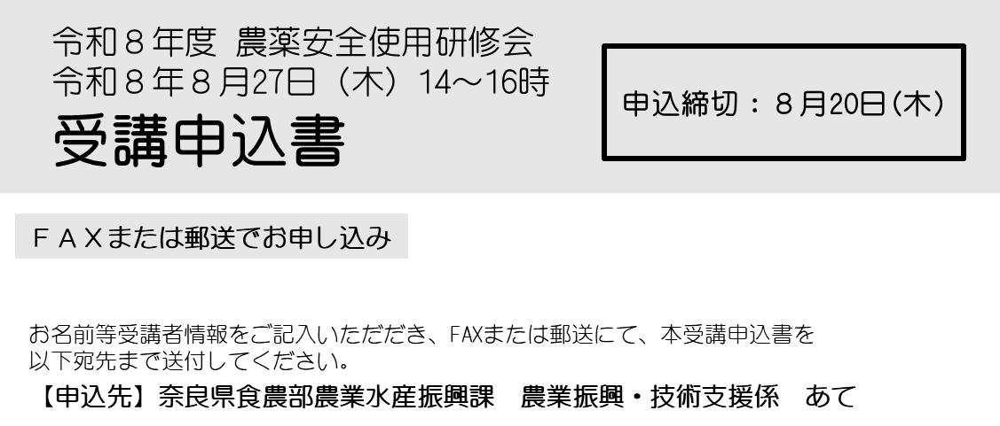 令和８年度 農薬安全使用研修会
令和８年８月27日（木）14～16時
受講申込書
申込締切：８月20日(木)
ＦＡＸまたは郵送でお申し込み
お名前等受講者情報をご記入いただだき、FAXまたは郵送にて、本受講申込書を
以下宛先まで送付してください。
【申込先】奈良県食農部農業水産振興課　農業振興・技術支援係　あて